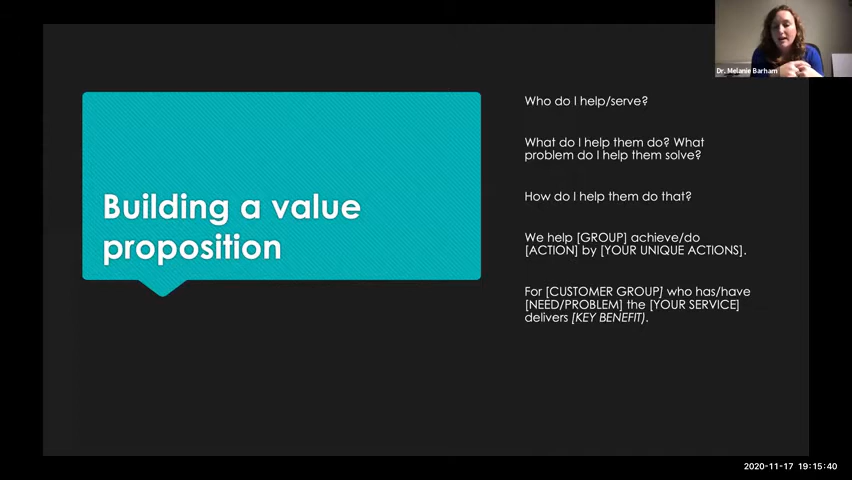 Dr. Melanie Barham
Building a value
proposition
Who do I help/serve?
What do I help them do? What
problem do I help them solve?
How do I help them do that?
We help [GROUP] achieve/do
[ACTION] by [YOUR UNIQUE ACTIONS].
For [CUSTOMER GROUP] who has/have
[NEED/PROBLEM] the [YOUR SERVICE]
delivers [KEY BENEFIT).
2020-11-17 19:15:40